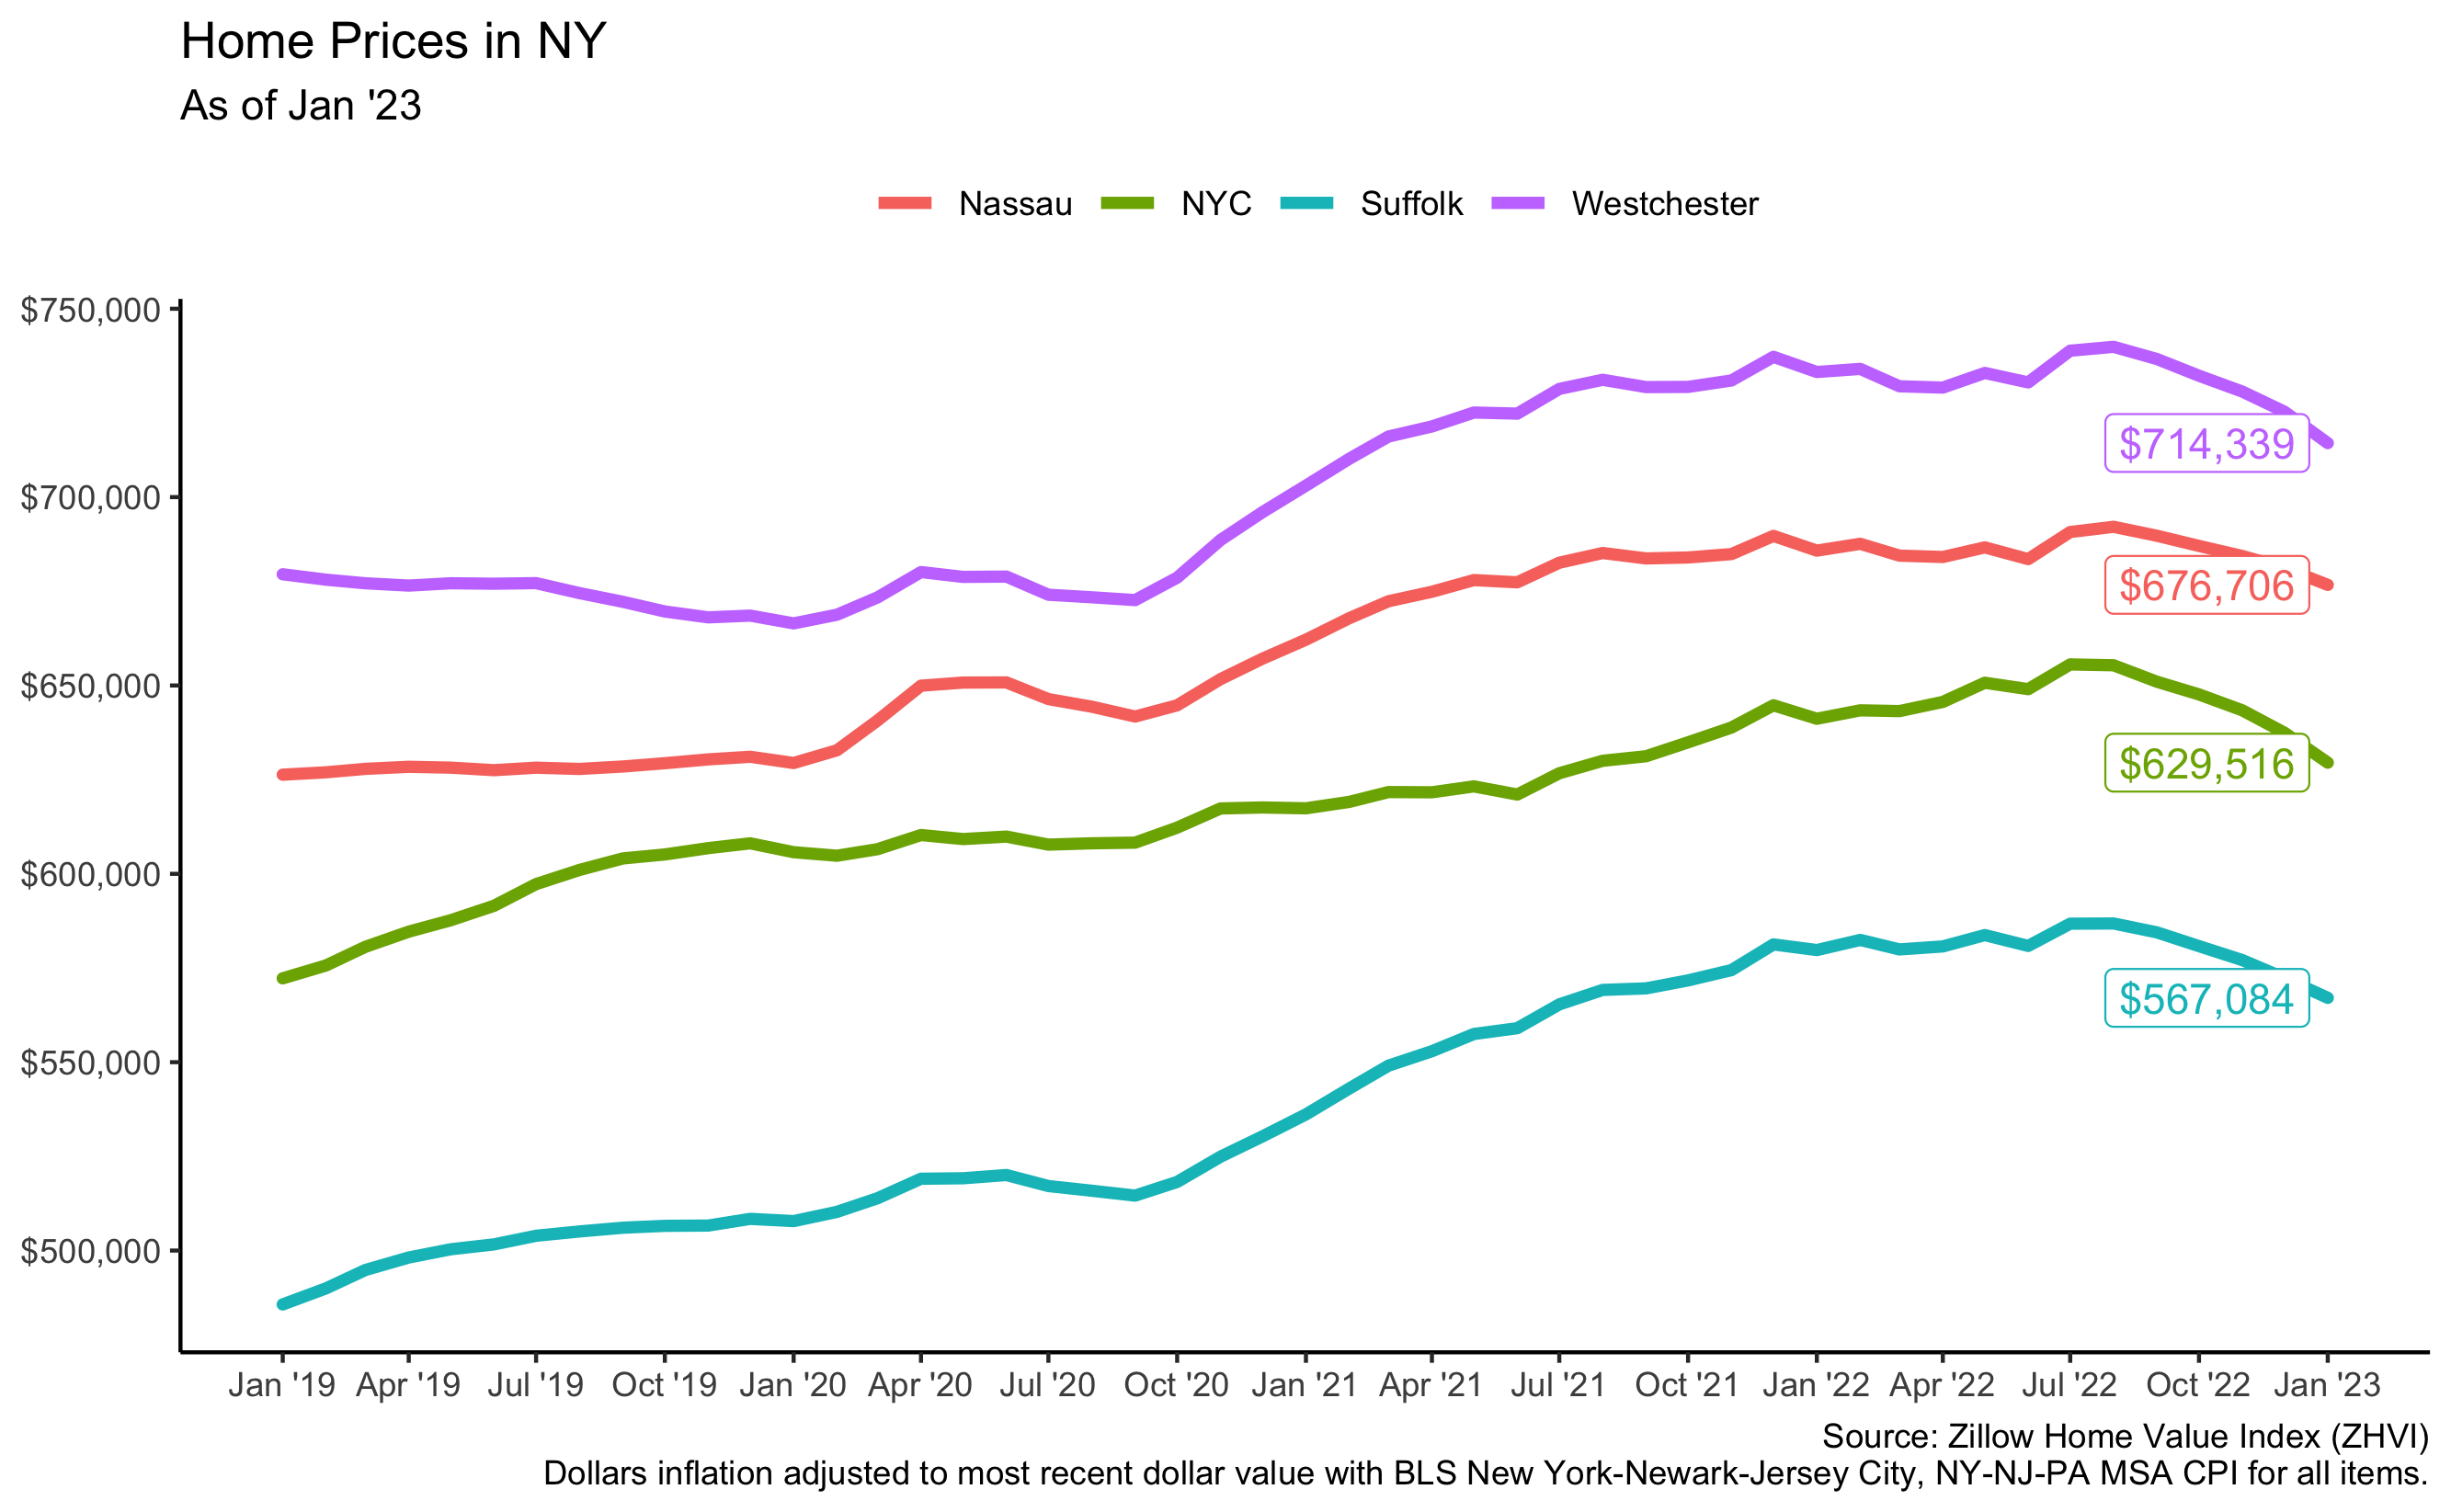 Home Prices in NY
As of Jan '23
Nassau NYC Suffolk Westchester
$750,000
$700,000
$650,000
$600,000
$550,000
$500,000
$714,339
$676,706
$629,516
$567,084
Jan '19 Apr '19 Jul '19 Oct '19 Jan '20 Apr '20 Jul '20 Oct '20 Jan '21 Apr '21 Jul '21 Oct '21 Jan '22 Apr '22 Jul '22 Oct '22 Jan '23
Source: Zillow Home Value Index (ZHVI)
Dollars inflation adjusted to most recent dollar value with BLS New York-Newark-Jersey City, NY-NJ-PA MSA CPI for all items.